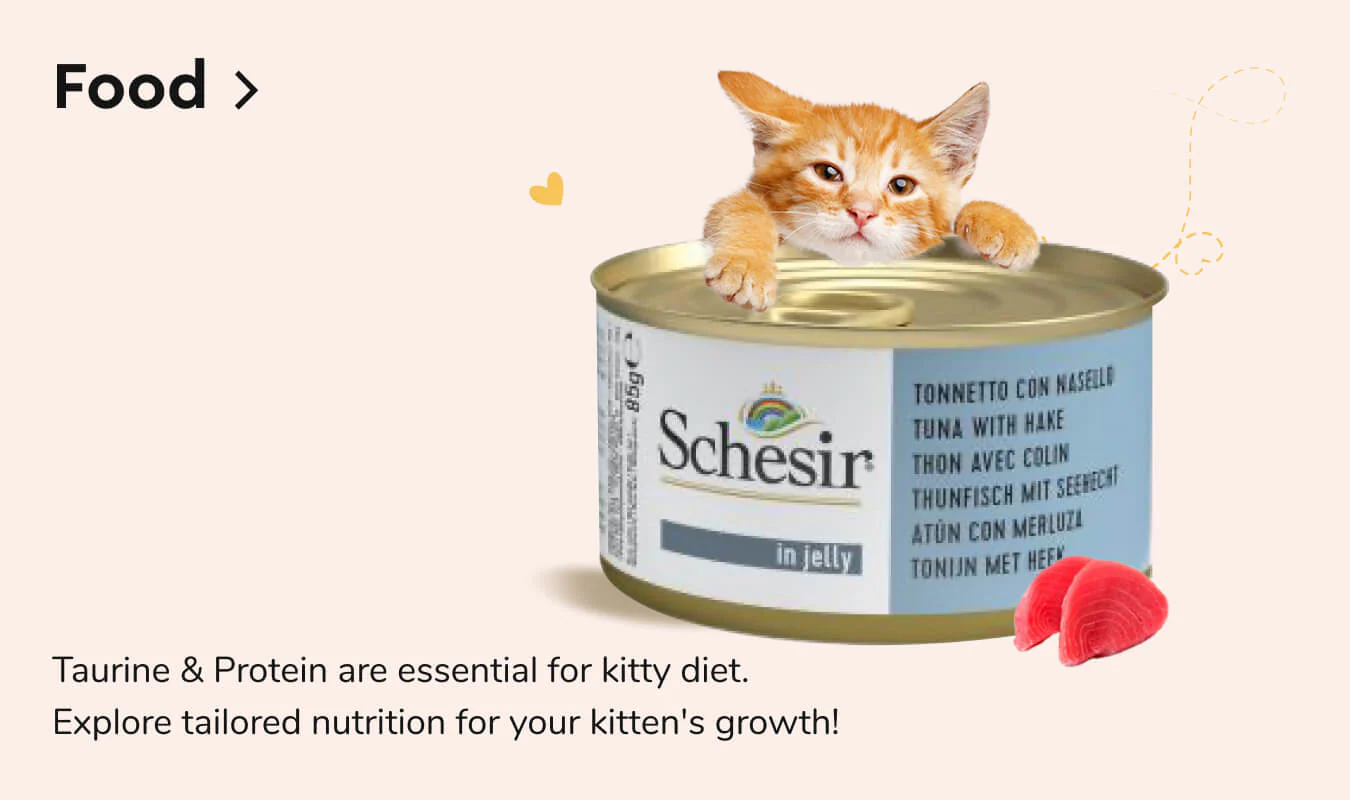 Food >
85g
Schesir
in jelly
TONNETTO CON NASELLO
TUNA WITH HAKE
THON AVEC COLIN
THUNFISCH MIT SEEHECHT
ATÚN CON MERLUZA
TONIJN MET HEEK
Taurine & Protein are essential for kitty diet.
Explore tailored nutrition for your kitten's growth!